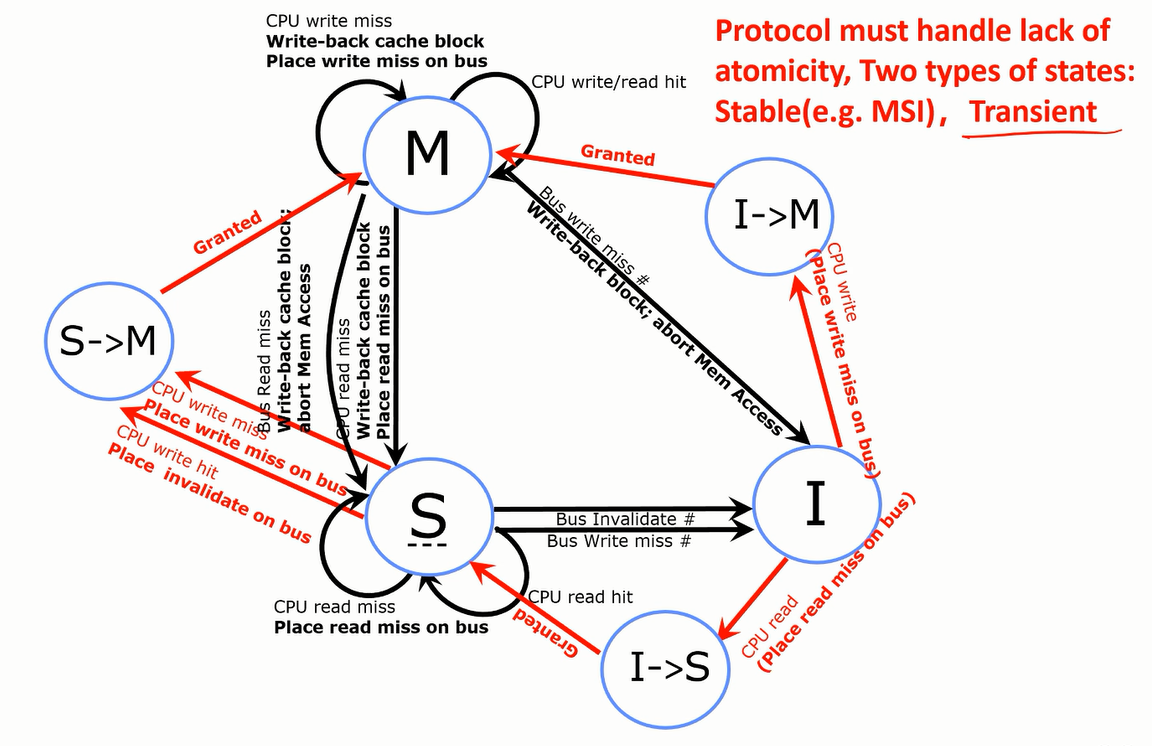 CPU write miss
Write-back cache block
Place write miss on bus
CPU write/read hit
Protocol must handle lack of
atomicity, Two types of states:
Stable(e.g. MSI), Transient
M
Granted
I->M
Granted
Bus write miss #
Write-back block; abort Mem Access
CPU write
(Place write miss on bus)
S->M
Bus Read miss
Write-back cache block;
abort Mem Access
CPU read miss
Write-back cache block
Place read miss on bus
CPU write miss
Place write miss on bus
CPU write hit
Place invalidate on bus
S
I
Bus Invalidate #
Bus Write miss #
CPU read miss
Place read miss on bus
CPU read hit
Granted
I->S
CPU read
(Place read miss on bus)